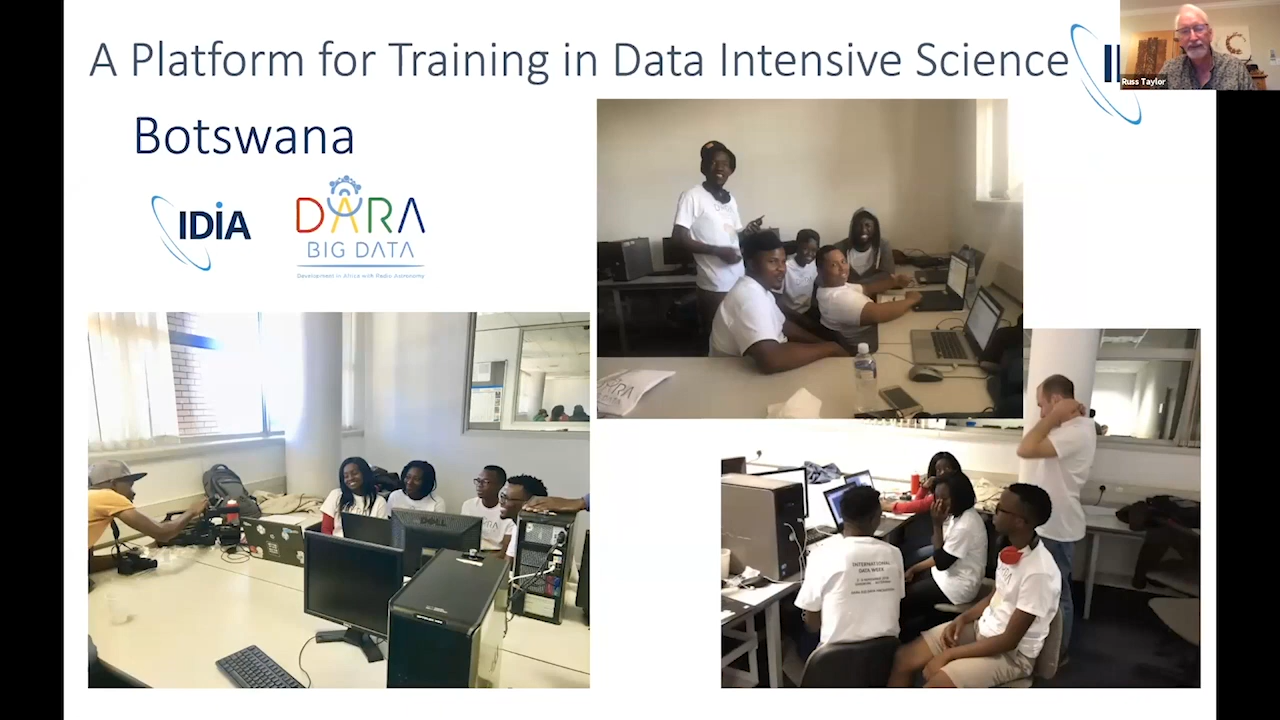 A Platform for Training in Data Intensive Science
Russ Taylor
Botswana
IDIA
DARA
BIG DATA
Development in Africa with Radio Astronomy
DELL
INTERNATIONAL
DATA WEEK